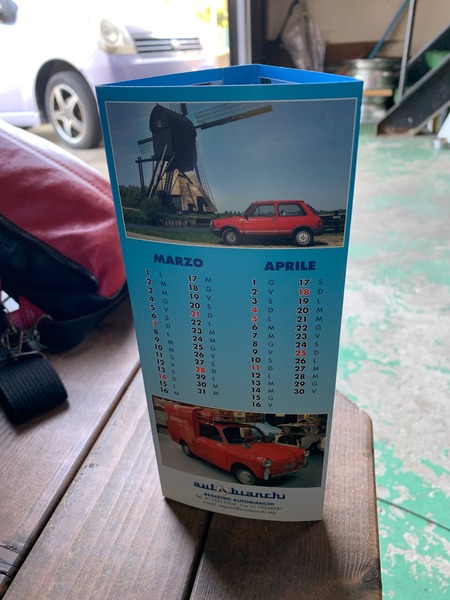 MARZO APRILE
1 L 17 M 1 G 17 S
2 M 18 G 2 V 18 D
3 M 19 V 3 S 19 L
4 G 20 S 4 D 20 M
5 V 21 D 5 L 21 M
6 S 22 L 6 M 22 G
7 D 23 M 7 M 23 V
8 L 24 M 8 G 24 S
9 M 25 G 9 V 25 D
10 M 26 V 10 S 26 L
11 G 27 S 11 D 27 M
12 V 28 D 12 L 28 M
13 S 29 L 13 M 29 G
14 D 30 M 14 M 30 V
15 L 31 M 15 G
16 M 16 V
autobianchi
REGISTRO AUTOBIANCHI
Tel. Fax